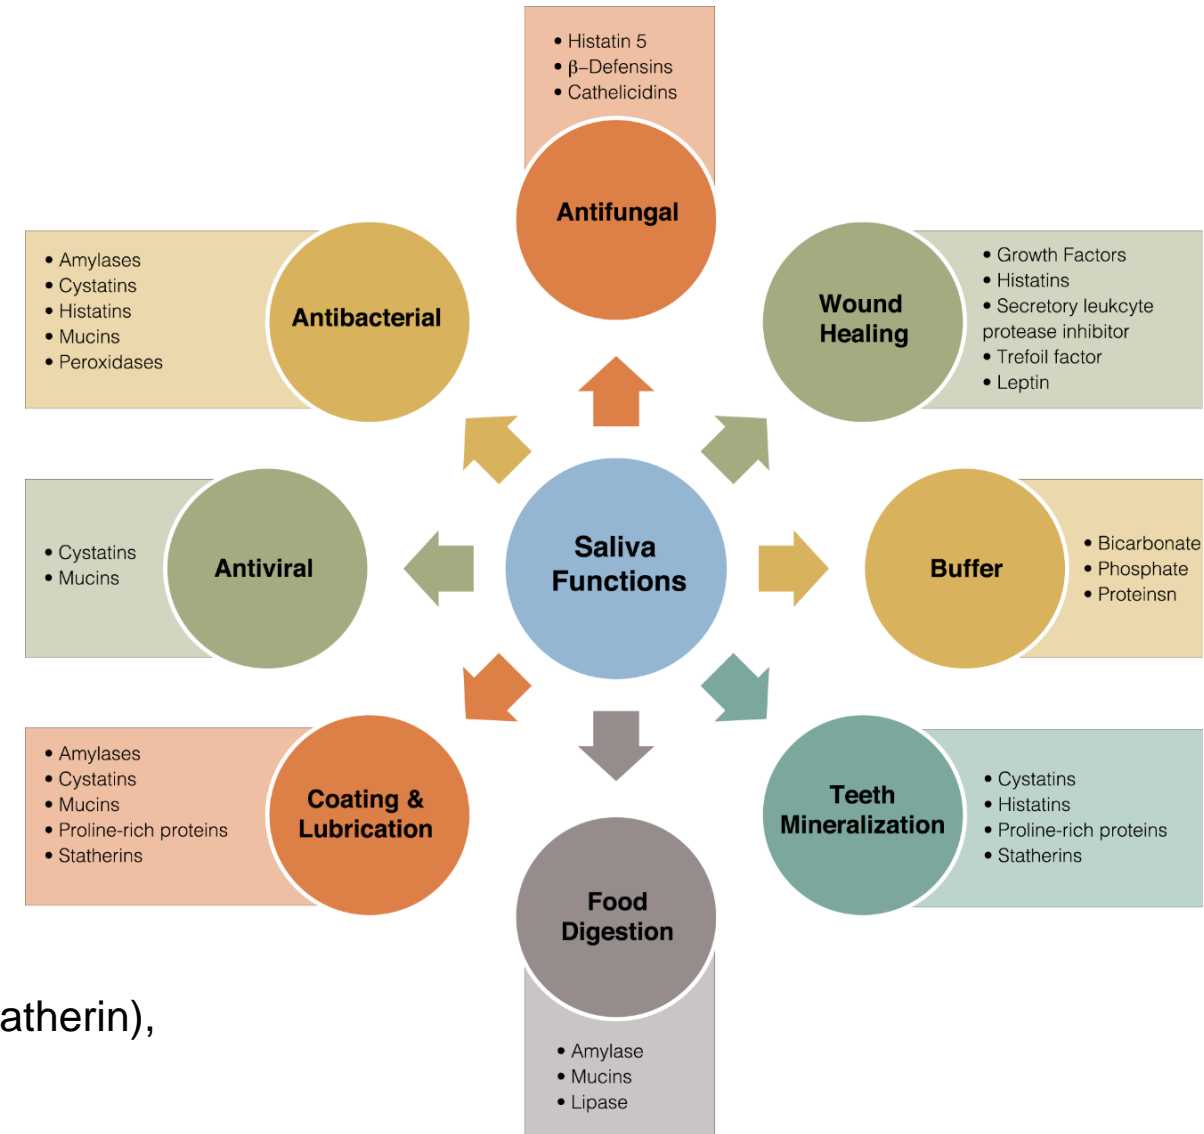 • Histatin 5
• β–Defensins
• Cathelicidins
Antifungal
• Amylases
• Cystatins
• Histatins
• Mucins
• Peroxidases
Antibacterial
Wound
Healing
• Growth Factors
• Histatins
• Secretory leukcyte
protease inhibitor
• Trefoil factor
• Leptin
• Cystatins
• Mucins
Antiviral
Saliva
Functions
Buffer
• Bicarbonate
• Phosphate
• Proteinsn
• Amylases
• Cystatins
• Mucins
• Proline-rich proteins
• Statherins
Coating &
Lubrication
Teeth
Mineralization
• Cystatins
• Histatins
• Proline-rich proteins
• Statherins
Food
Digestion
• Amylase
• Mucins
• Lipase
atherin),